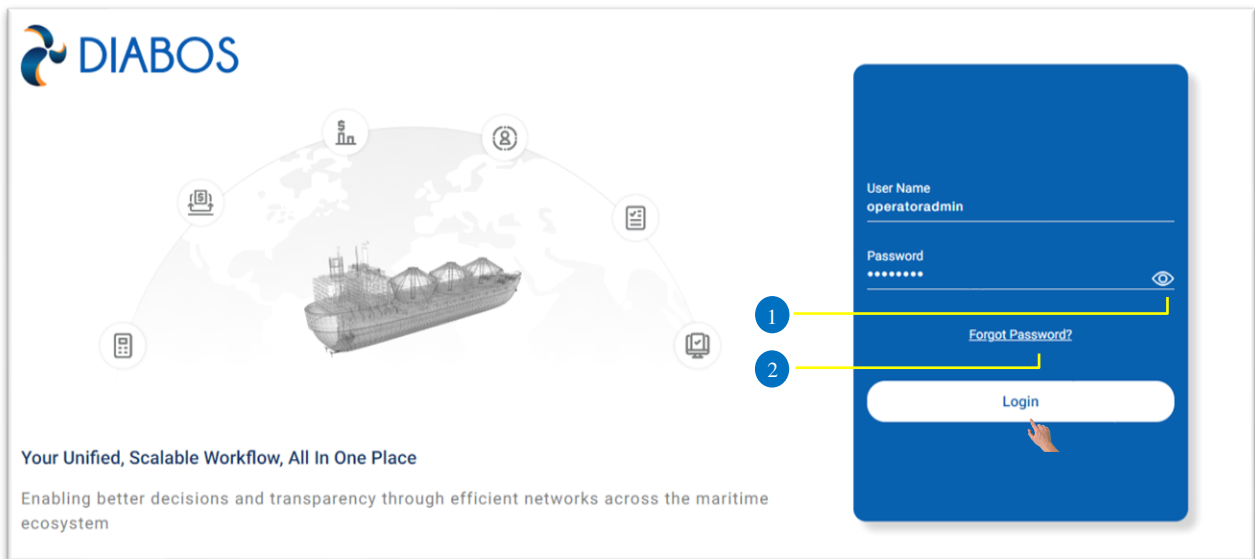 DIABOS
User Name
operatoradmin
Password
••••••••
1
Forgot Password?
2
Login
Your Unified, Scalable Workflow, All In One Place
Enabling better decisions and transparency through efficient networks across the maritime
ecosystem